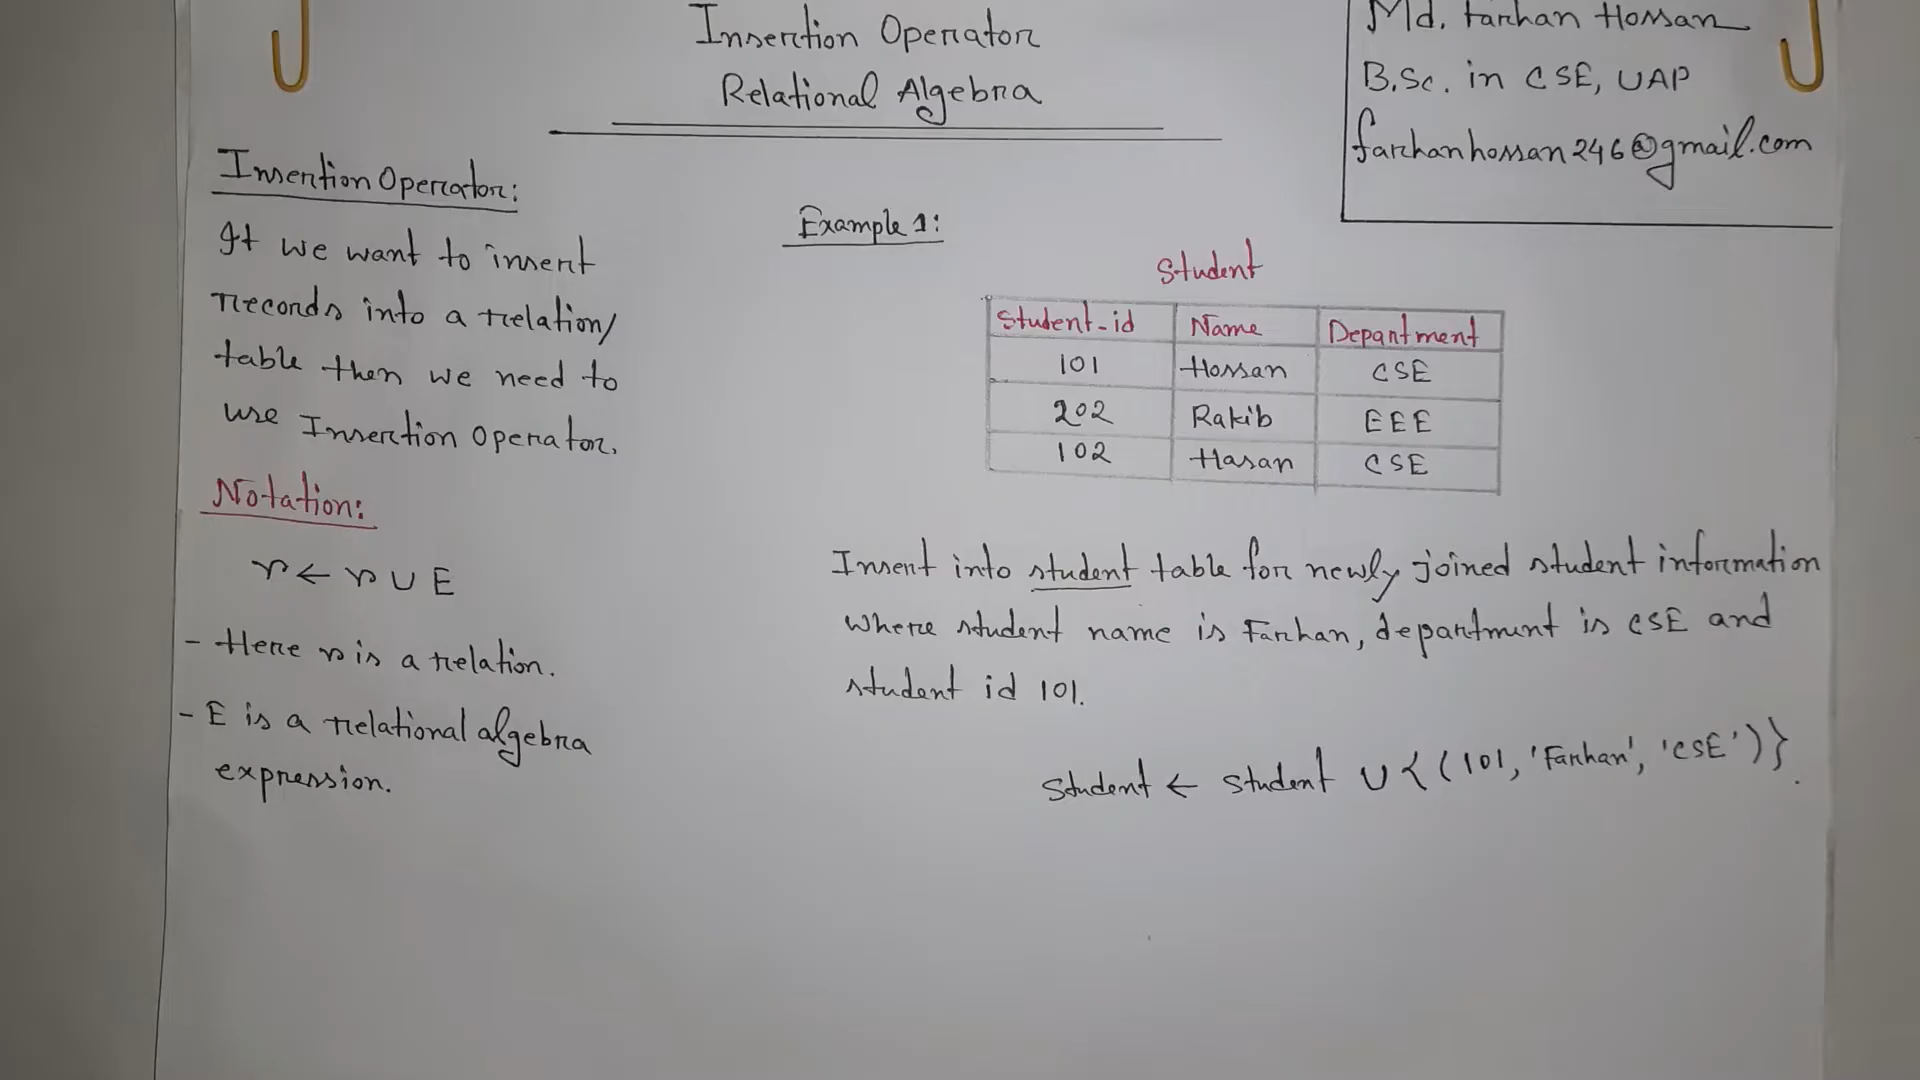 Insertion Operator
Relational Algebra
Md. Farhan Hossan
B.Sc. in CSE, UAP
farhanhossan246@gmail.com
Insertion Operator:
If we want to insert
records into a relation/
table then we need to
use Insertion Operator.
Notation:
r ← r ∪ E
- Here r is a relation.
- E is a relational algebra
expression.
Example 1:
Student
Student-id Name Department
101 Hossan CSE
202 Rakib EEE
102 Hasan CSE
Insert into student table for newly joined student information
where student name is Farhan, department is CSE and
student id 101.
Student ← Student ∪ {(101, 'Farhan', 'CSE')}.